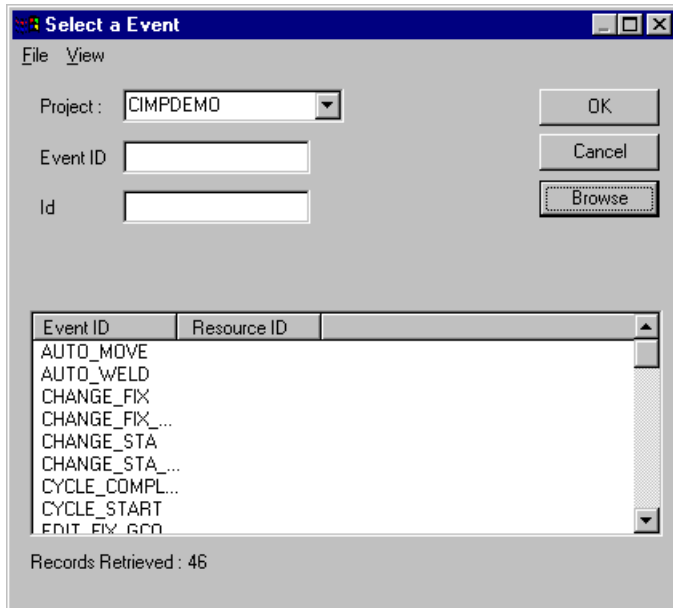 Select a Event
File View
Project : CIMPDEMO
OK
Event ID
Cancel
Id
Browse
Event ID Resource ID
AUTO_MOVE
AUTO_WELD
CHANGE_FIX
CHANGE_FIX_...
CHANGE_STA
CHANGE_STA_...
CYCLE_COMPL...
CYCLE_START
EDIT_FIX_GCO
Records Retrieved : 46